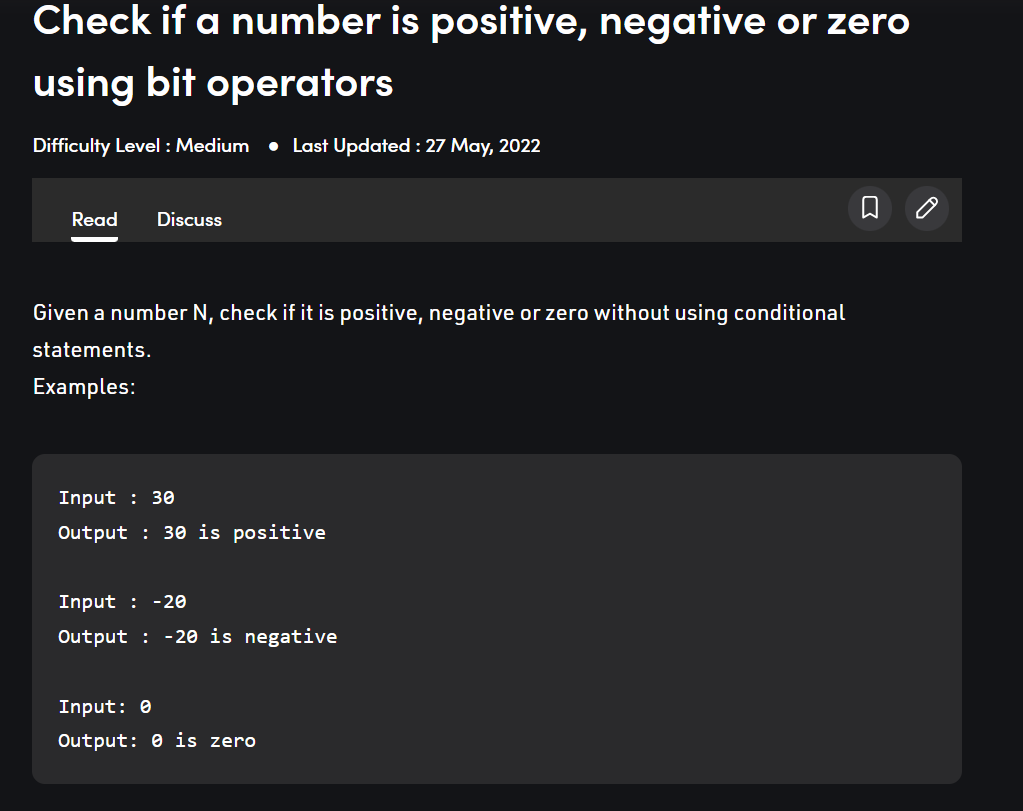 Check if a number is positive, negative or zero
using bit operators
Difficulty Level : Medium ● Last Updated : 27 May, 2022
Read Discuss
Given a number N, check if it is positive, negative or zero without using conditional
statements.
Examples:
Input : 30
Output : 30 is positive
Input : -20
Output : -20 is negative
Input: 0
Output: 0 is zero